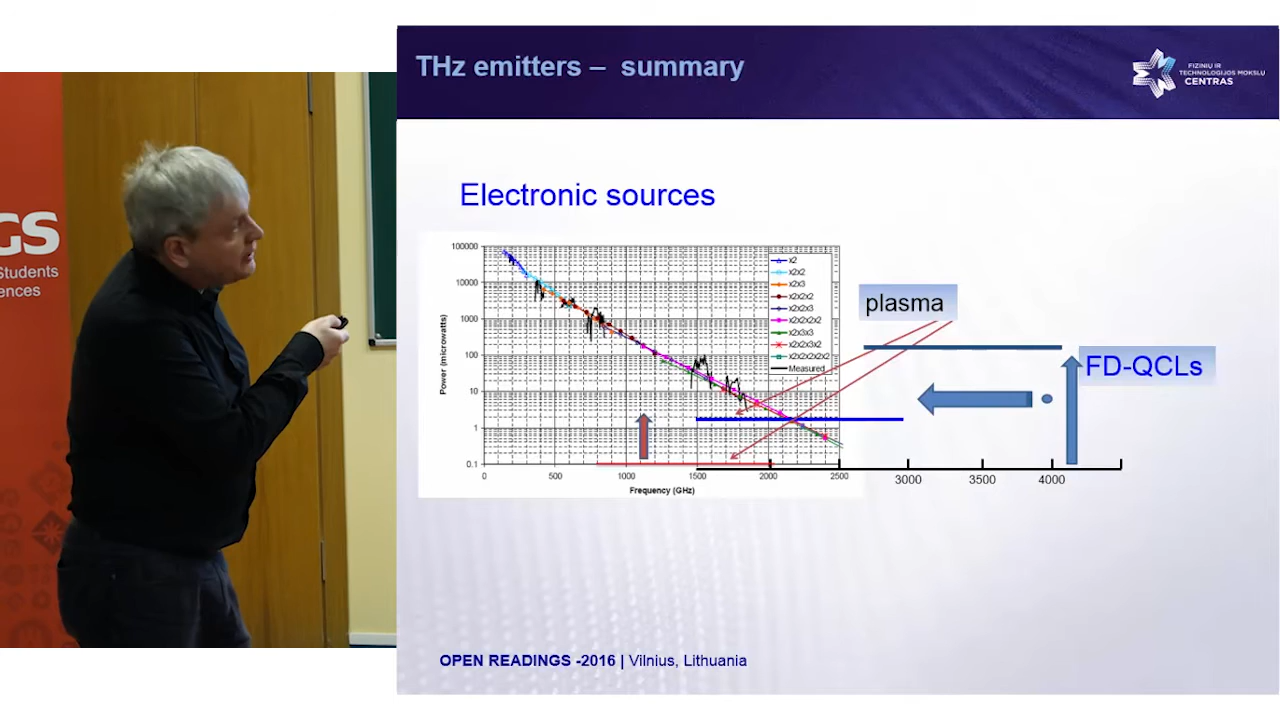 THz emitters – summary
FIZINIŲ IR
TECHNOLOGIJOS MOKSLŲ
CENTRAS
GS
Students
ences
Electronic sources
100000
10000
1000
100
10
1
0.1
Power (microwatts)
x2
x2x2
x2x3
x2x2x2
x2x2x3
x2x2x2x2
x2x3x3
x2x2x3x2
x2x2x2x2x2
Measured
plasma
FD-QCLs
0
500
1000
1500
2000
2500
3000
3500
4000
Frequency (GHz)
OPEN READINGS -2016 | Vilnius, Lithuania